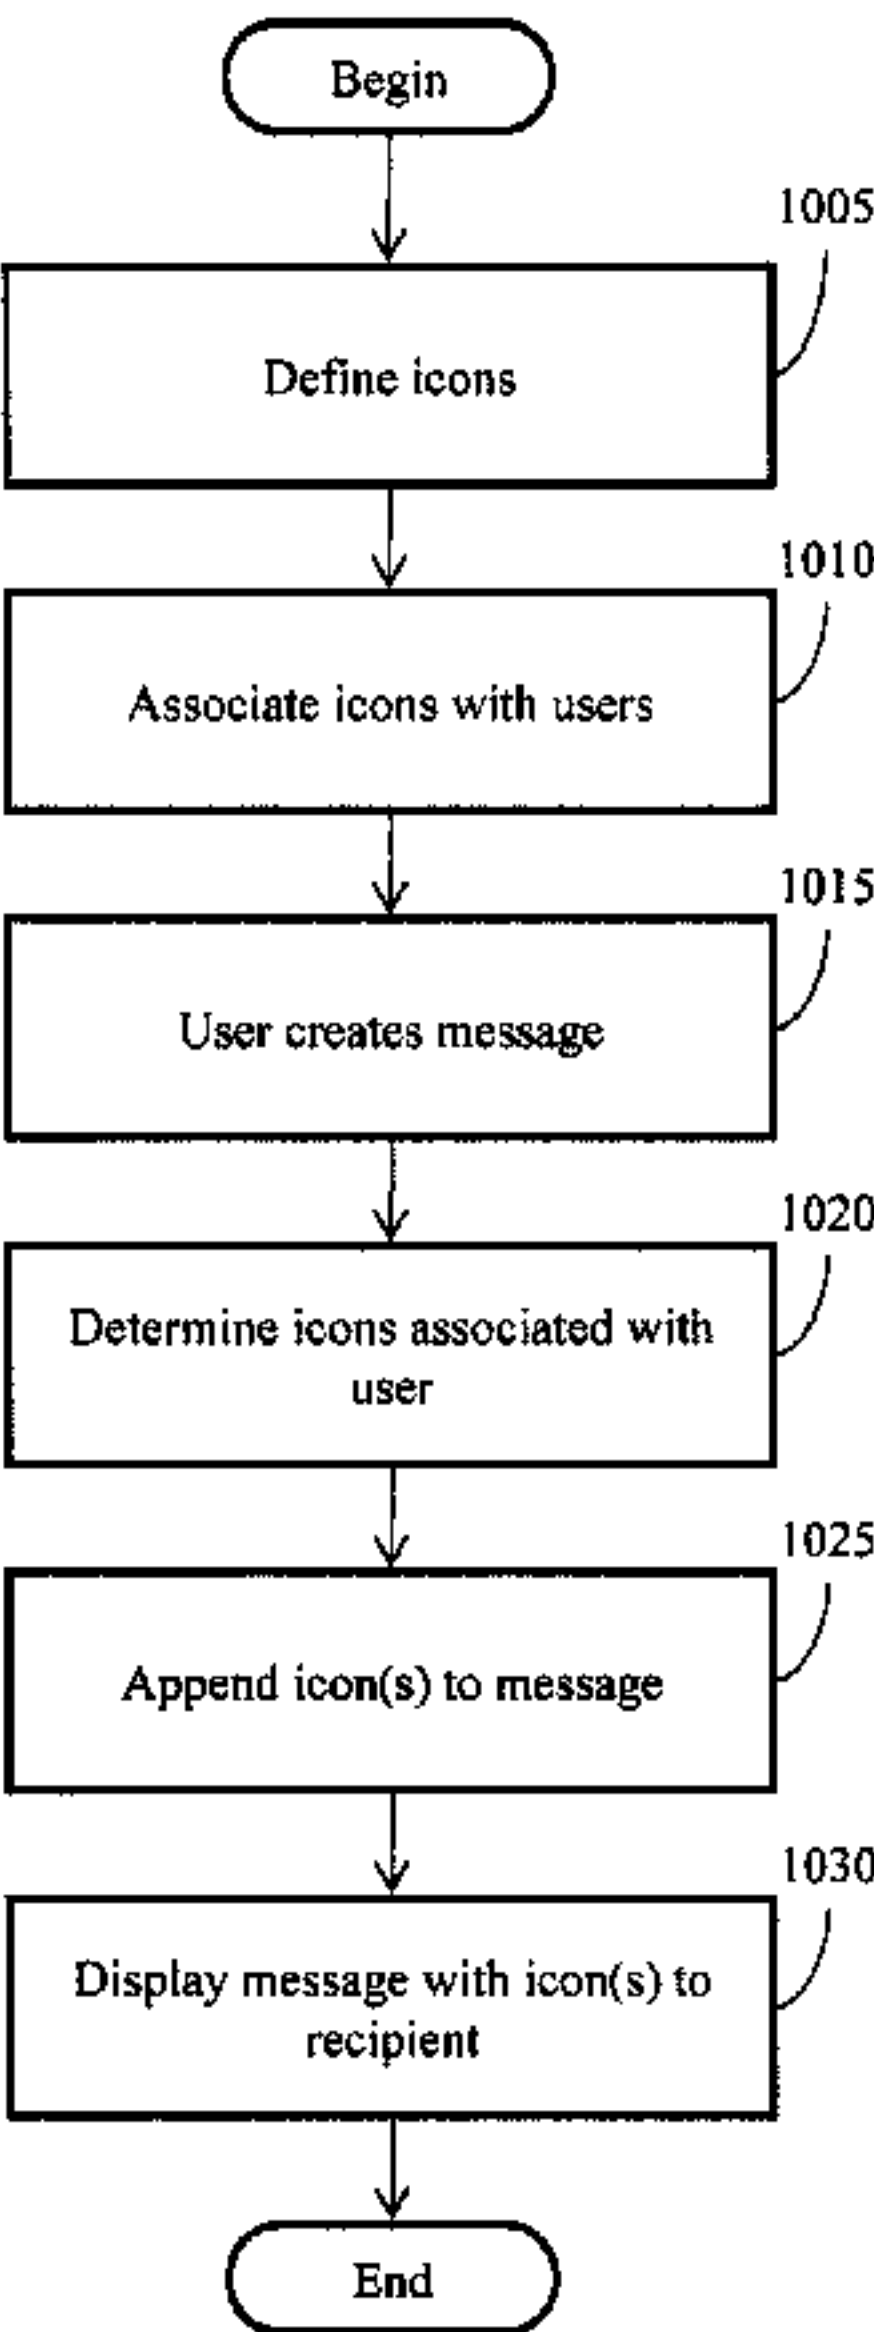 Begin
1005
Define icons
1010
Associate icons with users
1015
User creates message
1020
Determine icons associated with
user
1025
Append icon(s) to message
1030
Display message with icon(s) to
recipient
End